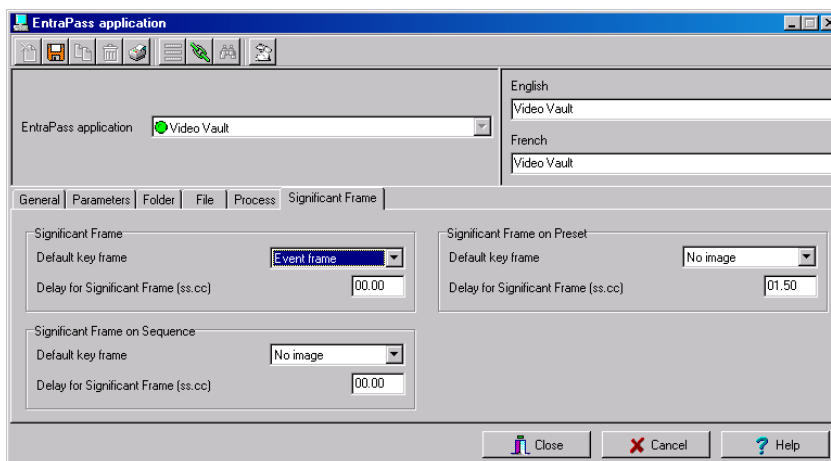 EntraPass application
English
Video Vault
EntraPass application Video Vault
French
Video Vault
General Parameters Folder File Process Significant Frame
Significant Frame
Default key frame Event frame
Delay for Significant Frame (ss.cc) 00.00
Significant Frame on Preset
Default key frame No image
Delay for Significant Frame (ss.cc) 01.50
Significant Frame on Sequence
Default key frame No image
Delay for Significant Frame (ss.cc) 00.00
Close Cancel ? Help